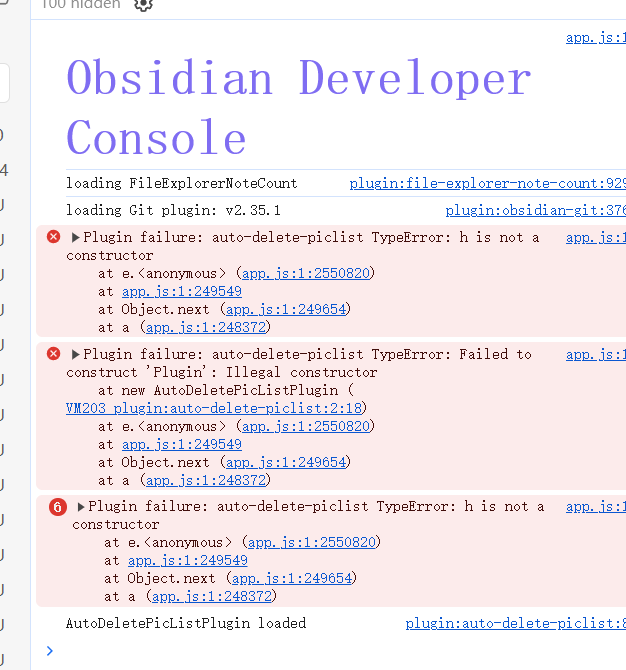 100 hidden
app.js:1
Obsidian Developer
Console
loading FileExplorerNoteCount plugin:file-explorer-note-count:929
loading Git plugin: v2.35.1 plugin:obsidian-git:376
Plugin failure: auto-delete-piclist TypeError: h is not a app.js:1
constructor
at e.<anonymous> (app.js:1:2550820)
at app.js:1:249549
at Object.next (app.js:1:249654)
at a (app.js:1:248372)
Plugin failure: auto-delete-piclist TypeError: Failed to app.js:1
construct 'Plugin': Illegal constructor
at new AutoDeletePicListPlugin (
VM203 plugin:auto-delete-piclist:2:18)
at e.<anonymous> (app.js:1:2550820)
at app.js:1:249549
at Object.next (app.js:1:249654)
at a (app.js:1:248372)
6 Plugin failure: auto-delete-piclist TypeError: h is not a app.js:1
constructor
at e.<anonymous> (app.js:1:2550820)
at app.js:1:249549
at Object.next (app.js:1:249654)
at a (app.js:1:248372)
AutoDeletePicListPlugin loaded plugin:auto-delete-piclist:8